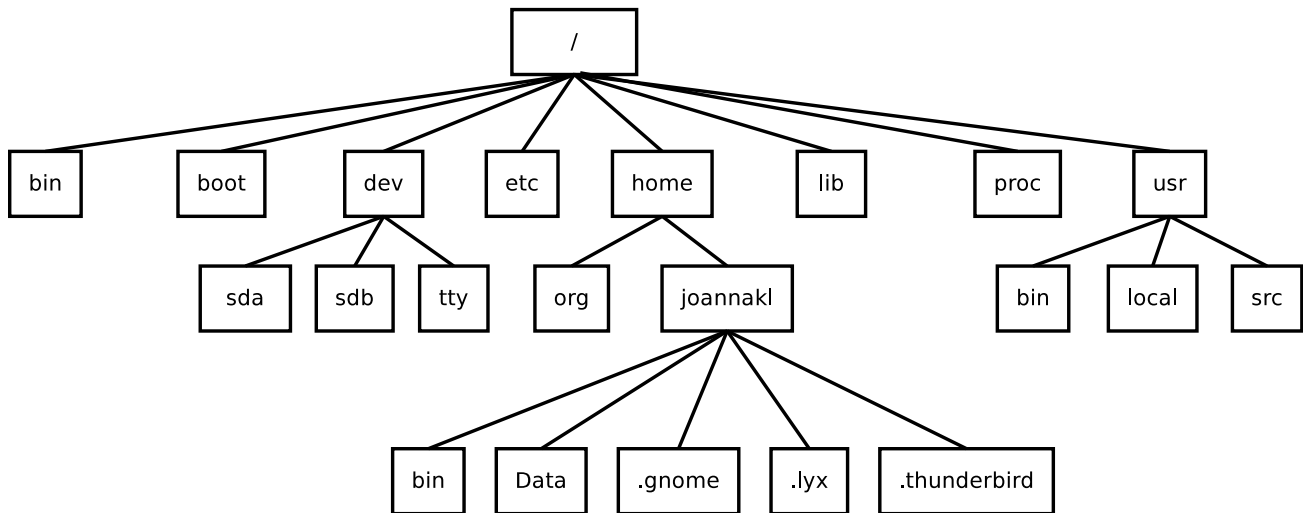 /
bin boot dev etc home lib proc usr
sda sdb tty org joannakl bin local src
bin Data .gnome .lyx .thunderbird